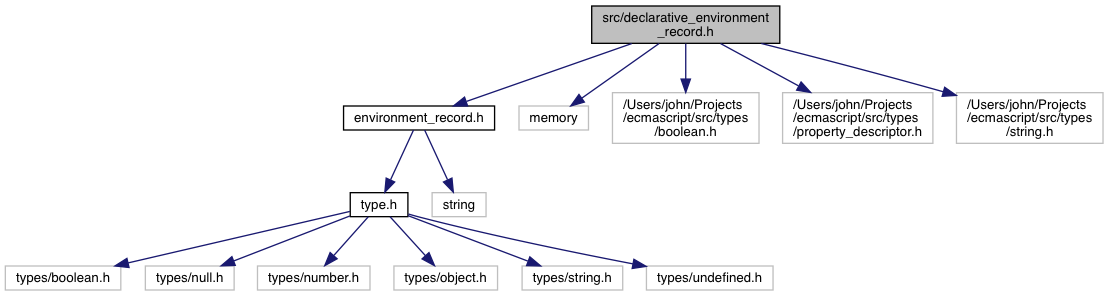 src/declarative_environment
_record.h
environment_record.h
memory
/Users/john/Projects
/ecmascript/src/types
/boolean.h
/Users/john/Projects
/ecmascript/src/types
/property_descriptor.h
/Users/john/Projects
/ecmascript/src/types
/string.h
type.h
string
types/boolean.h
types/null.h
types/number.h
types/object.h
types/string.h
types/undefined.h